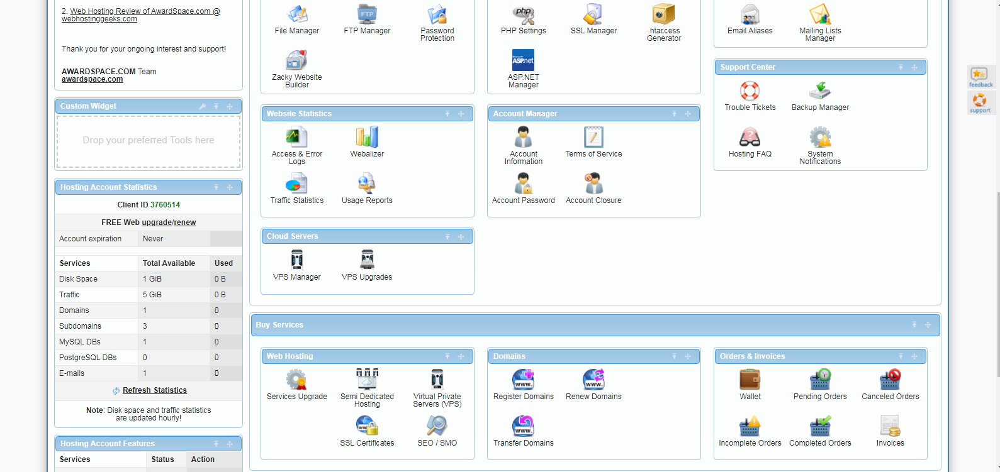 2. Web Hosting Review of AwardSpace.com @
webhostinggeeks.com
Thank you for your ongoing interest and support!
AWARDSPACE.COM Team
awardspace.com
Custom Widget
Drop your preferred Tools here
Hosting Account Statistics
Client ID 3760514
FREE Web upgrade/renew
Account expiration Never
Services Total Available Used
Disk Space 1 GiB 0 B
Traffic 5 GiB 0 B
Domains 1 0
Subdomains 3 0
MySQL DBs 1 0
PostgreSQL DBs 0 0
E-mails 1 0
Refresh Statistics
Note: Disk space and traffic statistics
are updated hourly!
Hosting Account Features
Services Status Action
File Manager
FTP
FTP Manager
Password
Protection
Zacky Website
Builder
php
PHP Settings
SSL Manager
.htaccess
Generator
ASP.net
ASP.NET
Manager
Email Aliases
Mailing Lists
Manager
Website Statistics
Access & Error
Logs
Webalizer
Traffic Statistics
Usage Reports
Account Manager
Account
Information
Terms of Service
Account Password
Account Closure
Support Center
Trouble Tickets
Backup Manager
Hosting FAQ
System
Notifications
Cloud Servers
VPS Manager
VPS Upgrades
Buy Services
Web Hosting
Services Upgrade
Semi Dedicated
Hosting
Virtual Private
Servers (VPS)
www.
SSL Certificates
SEO / SMO
Domains
www.
Register Domains
www.
Renew Domains
www.
Transfer Domains
Orders & Invoices
Wallet
Pending Orders
Canceled Orders
Incomplete Orders
Completed Orders
Invoices
feedback
support